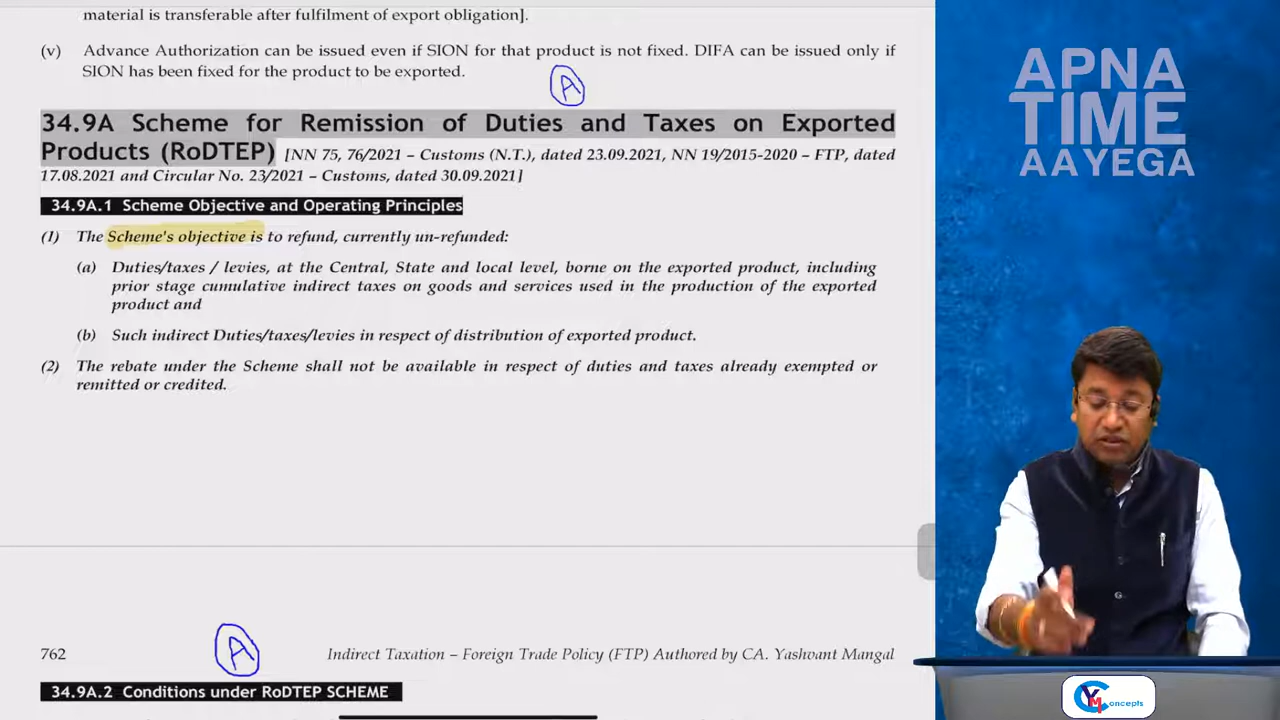 material is transferable after fulfilment of export obligation].
(v) Advance Authorization can be issued even if SION for that product is not fixed. DIFA can be issued only if
SION has been fixed for the product to be exported.
A
34.9A Scheme for Remission of Duties and Taxes on Exported
Products (RoDTEP) [NN 75, 76/2021 – Customs (N.T.), dated 23.09.2021, NN 19/2015-2020 – FTP, dated
17.08.2021 and Circular No. 23/2021 – Customs, dated 30.09.2021]
34.9A.1 Scheme Objective and Operating Principles
(1) The Scheme's objective is to refund, currently un-refunded:
(a) Duties/taxes / levies, at the Central, State and local level, borne on the exported product, including
prior stage cumulative indirect taxes on goods and services used in the production of the exported
product and
(b) Such indirect Duties/taxes/levies in respect of distribution of exported product.
(2) The rebate under the Scheme shall not be available in respect of duties and taxes already exempted or
remitted or credited.
A
762 Indirect Taxation – Foreign Trade Policy (FTP) Authored by CA. Yashvant Mangal
34.9A.2 Conditions under RoDTEP SCHEME
APNA
TIME
AAYEGA
YM Concepts